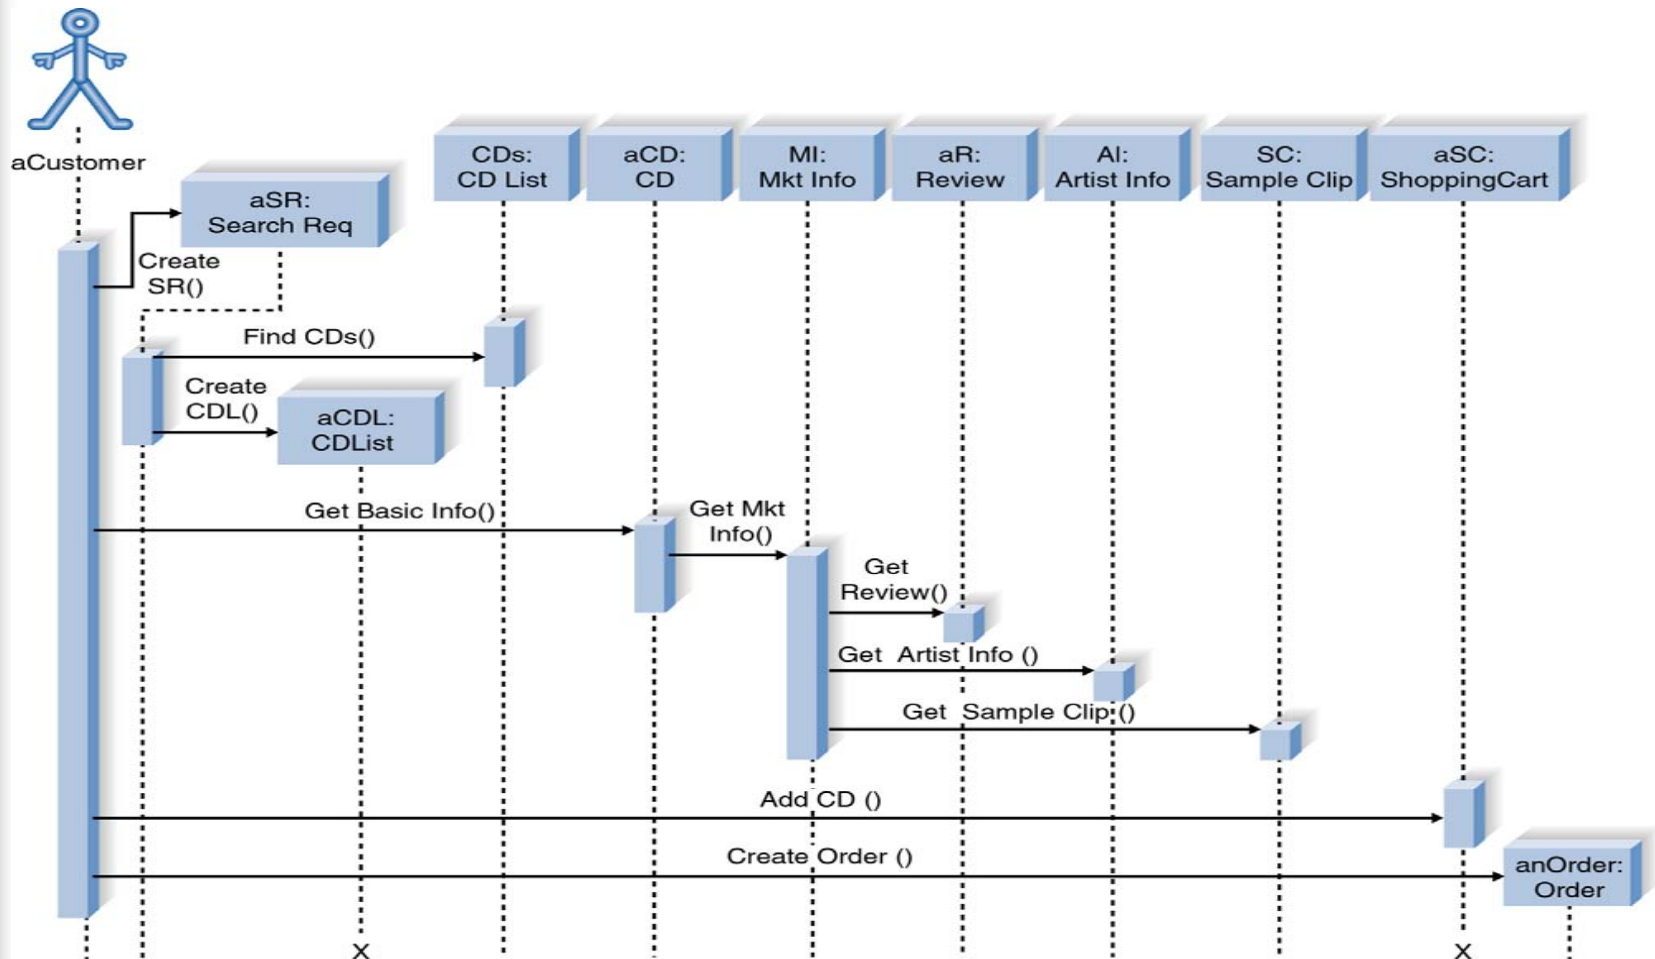 aCustomer
aSR:
Search Req
CDs:
CD List
aCD:
CD
MI:
Mkt Info
aR:
Review
AI:
Artist Info
SC:
Sample Clip
aSC:
ShoppingCart
Create
SR()
Find CDs()
Create
CDL()
aCDL:
CDList
Get Basic Info()
Get Mkt
Info()
Get
Review()
Get Artist Info ()
Get Sample Clip ()
Add CD ()
Create Order ()
anOrder:
Order
X
X